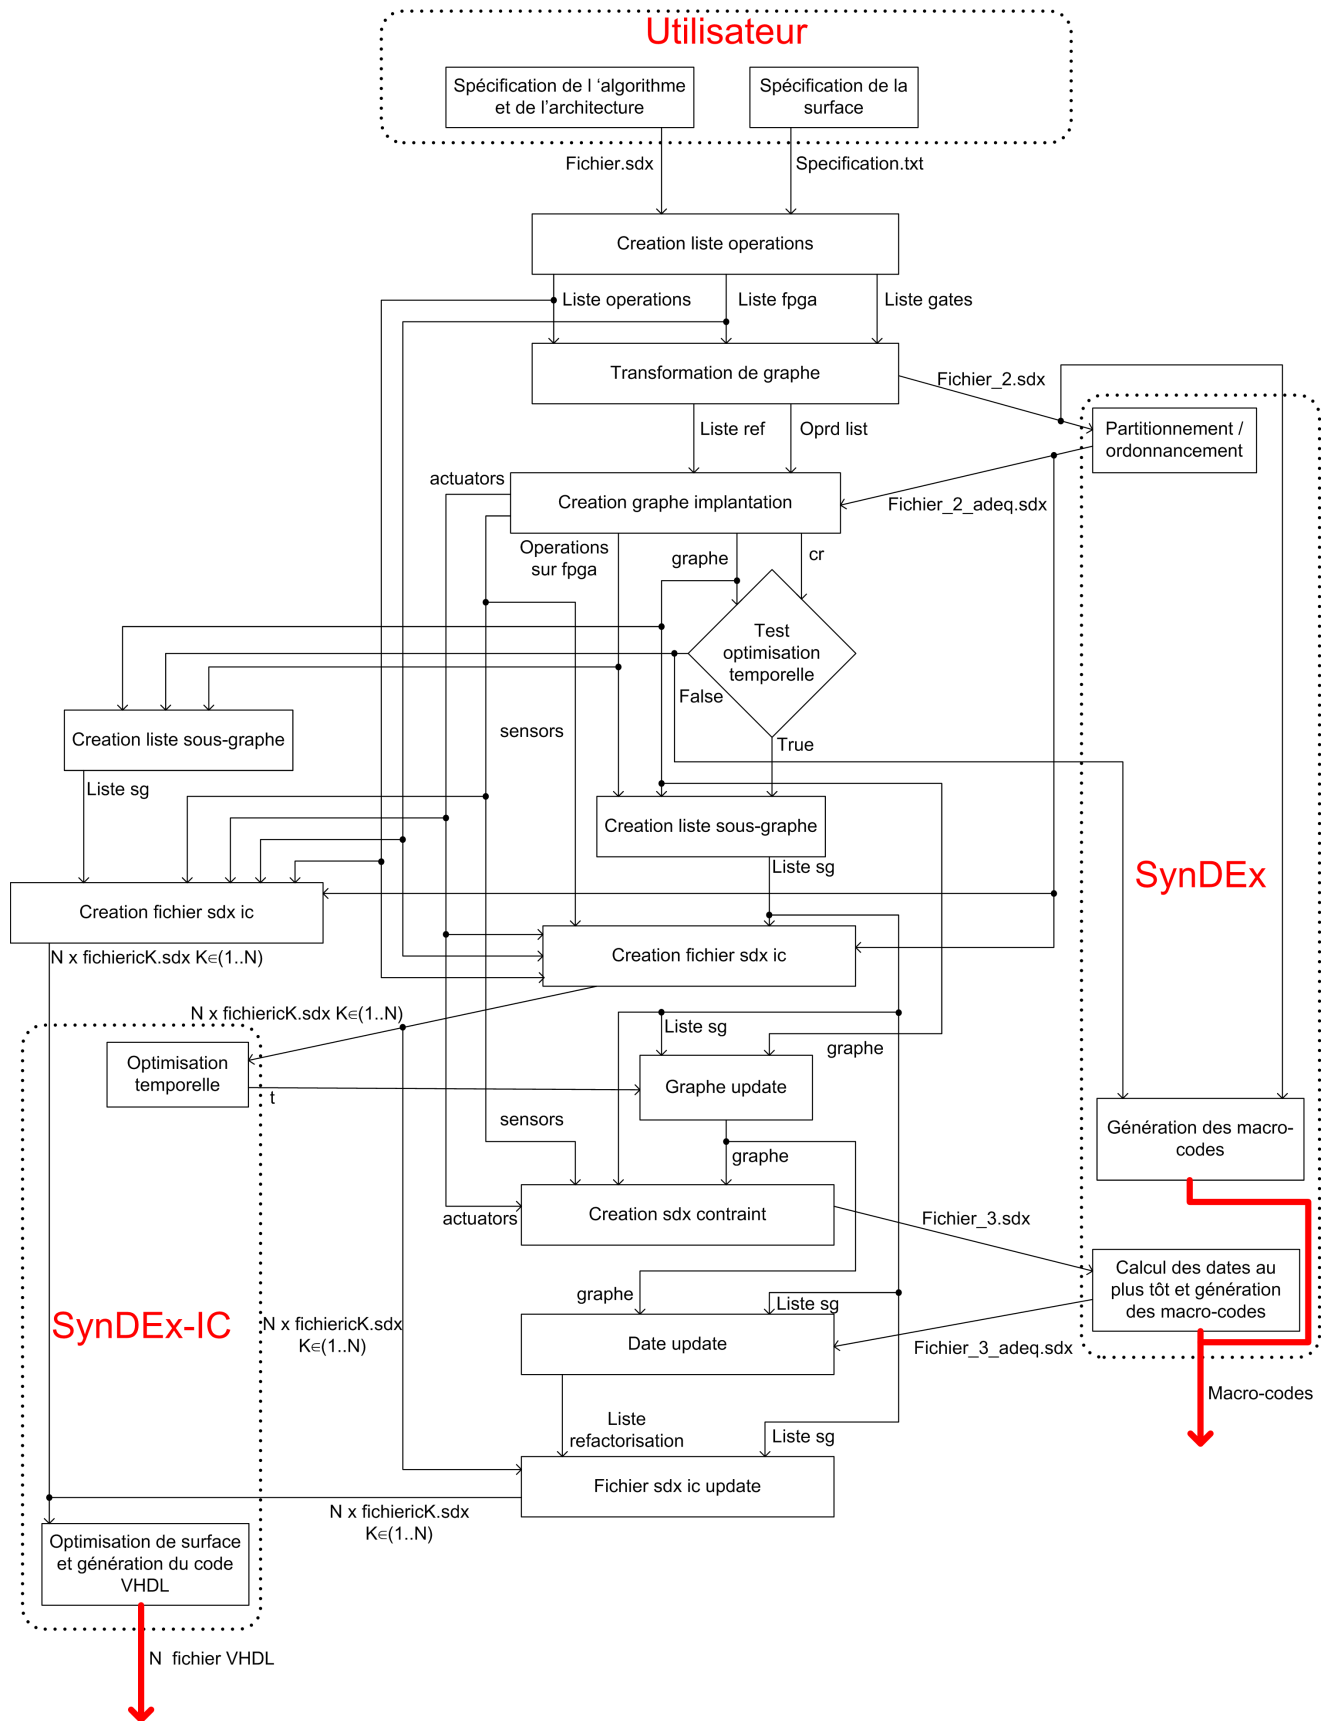 Utilisateur
Spécification de l ‘algorithme
et de l’architecture
Spécification de la
surface
Fichier.sdx
Specification.txt
Creation liste operations
Liste operations
Liste fpga
Liste gates
Transformation de graphe
Fichier_2.sdx
Partitionnement /
ordonnancement
Liste ref
Oprd list
actuators
Creation graphe implantation
Fichier_2_adeq.sdx
Operations
sur fpga
graphe
cr
Test
optimisation
temporelle
False
True
sensors
Creation liste sous-graphe
Liste sg
Creation liste sous-graphe
Liste sg
SynDEx
Creation fichier sdx ic
N x fichiericK.sdx K∈(1..N)
Creation fichier sdx ic
N x fichiericK.sdx K∈(1..N)
Liste sg
graphe
Optimisation
temporelle
t
Graphe update
sensors
graphe
Génération des macro-
codes
actuators
Creation sdx contraint
Fichier_3.sdx
Calcul des dates au
plus tôt et génération
des macro-codes
graphe
Liste sg
SynDEx-IC
N x fichiericK.sdx
K∈(1..N)
Date update
Fichier_3_adeq.sdx
Macro-codes
Liste
refactorisation
Liste sg
Fichier sdx ic update
N x fichiericK.sdx
K∈(1..N)
Optimisation de surface
et génération du code
VHDL
N fichier VHDL